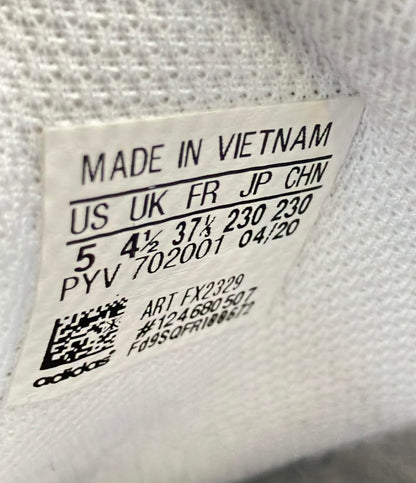 MADE IN VIETNAM
US UK FR JP CHN
5 4½ 37⅓ 230 230
PYV 702001 04/20
ART FX2329
#124680507
adidas